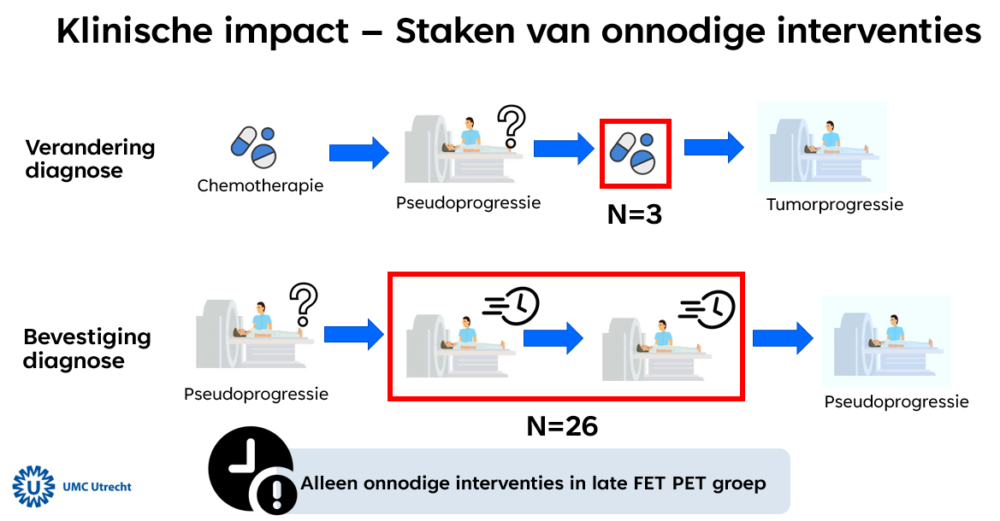 Klinische impact – Staken van onnodige interventies
Verandering
diagnose
Chemotherapie
?
Pseudoprogressie
N=3
Tumorprogressie
Bevestiging
diagnose
?
Pseudoprogressie
N=26
Pseudoprogressie
!
Alleen onnodige interventies in late FET PET groep
U
UMC Utrecht